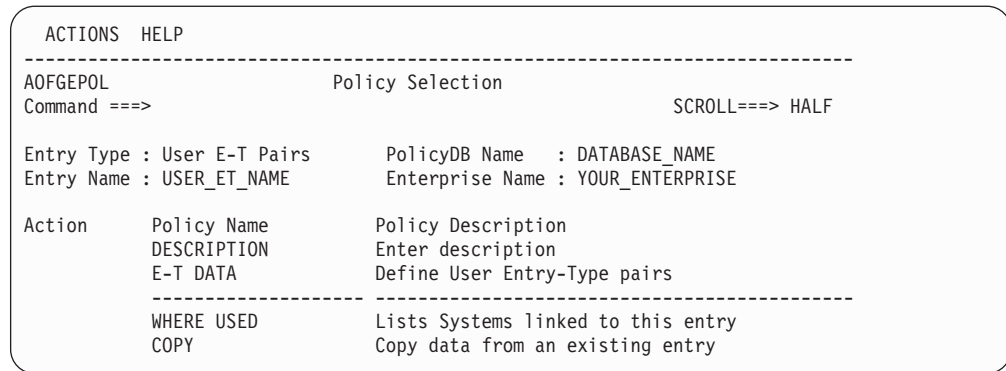 ACTIONS HELP
-------------------------------------------------------------------------------
AOFGEPOL Policy Selection
Command ===> SCROLL===> HALF
Entry Type : User E-T Pairs PolicyDB Name : DATABASE_NAME
Entry Name : USER_ET_NAME Enterprise Name : YOUR_ENTERPRISE
Action Policy Name Policy Description
DESCRIPTION Enter description
E-T DATA Define User Entry-Type pairs
-------------------- ---------------------------------------------
WHERE USED Lists Systems linked to this entry
COPY Copy data from an existing entry